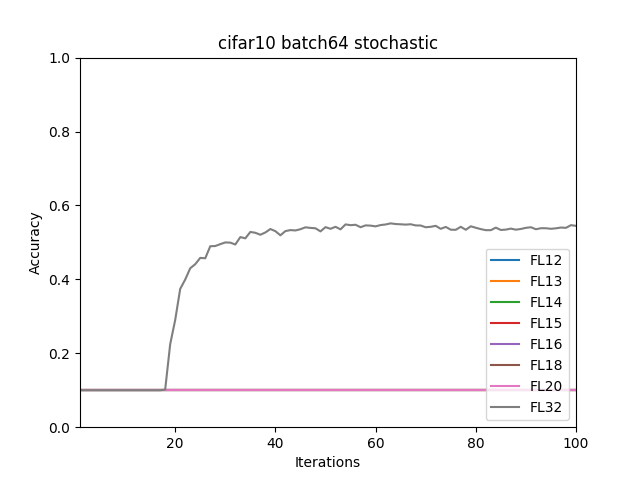 cifar10 batch64 stochastic
1.0
0.8
0.6
0.4
0.2
0.0
Accuracy
20
40
60
80
100
Iterations
FL12
FL13
FL14
FL15
FL16
FL18
FL20
FL32